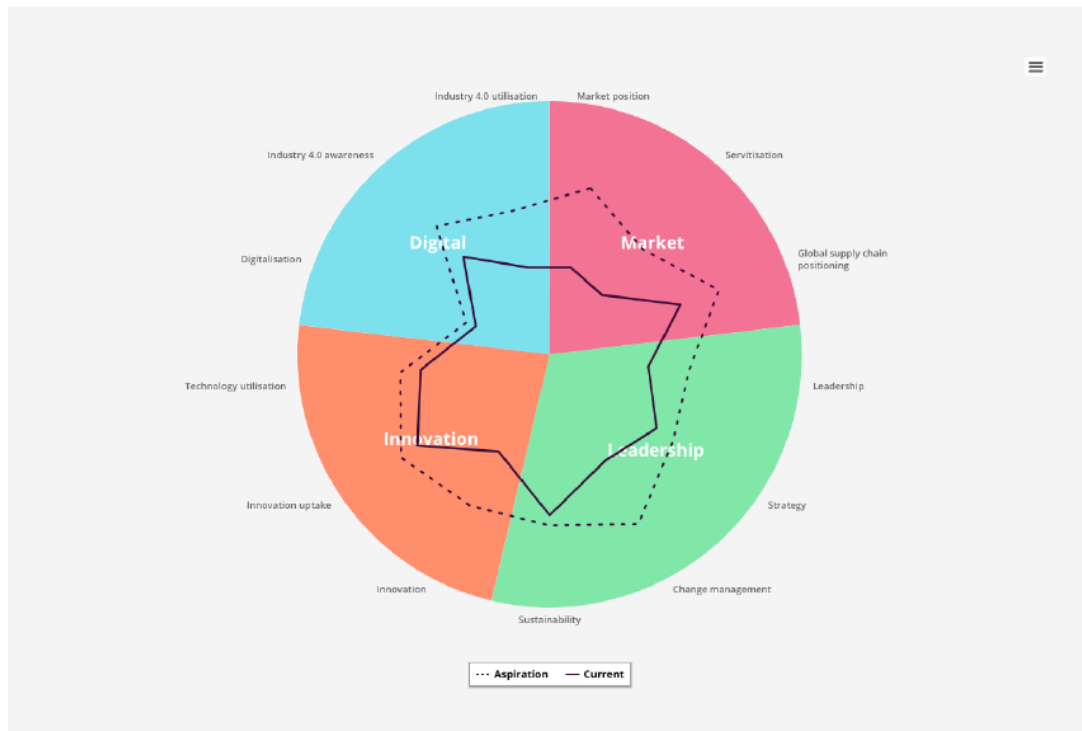 Industry 4.0 utilisation
Market position
Industry 4.0 awareness
Servitisation
Digital
Market
Digitalisation
Global supply chain
positioning
Technology utilisation
Leadership
Innovation
Leadership
Innovation uptake
Strategy
Innovation
Change management
Sustainability
Aspiration
Current